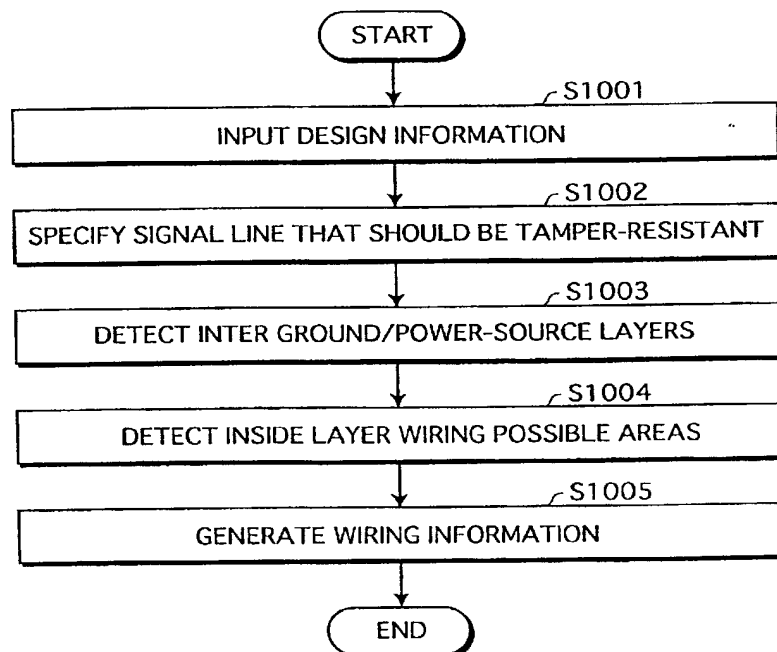 START
S1001
INPUT DESIGN INFORMATION
S1002
SPECIFY SIGNAL LINE THAT SHOULD BE TAMPER-RESISTANT
S1003
DETECT INTER GROUND/POWER-SOURCE LAYERS
S1004
DETECT INSIDE LAYER WIRING POSSIBLE AREAS
S1005
GENERATE WIRING INFORMATION
END